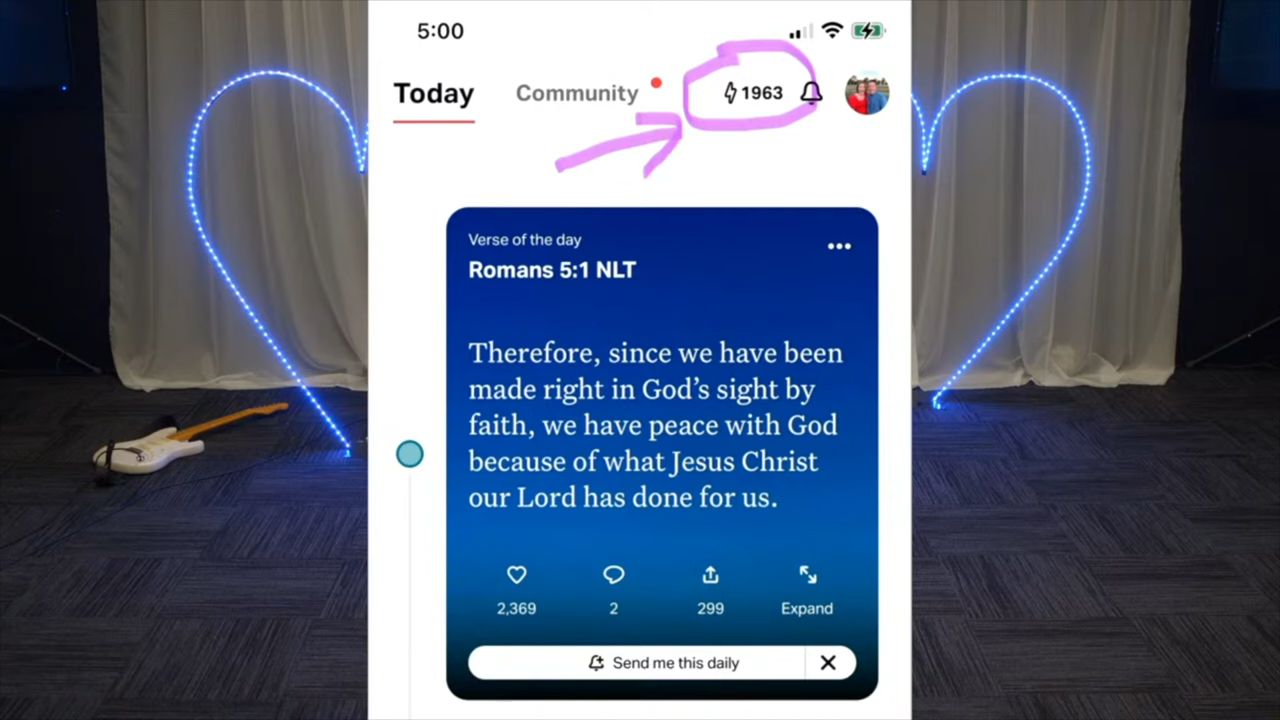 5:00
Today
Community
1963
Verse of the day
Romans 5:1 NLT
Therefore, since we have been
made right in God’s sight by
faith, we have peace with God
because of what Jesus Christ
our Lord has done for us.
2,369
2
299
Expand
Send me this daily